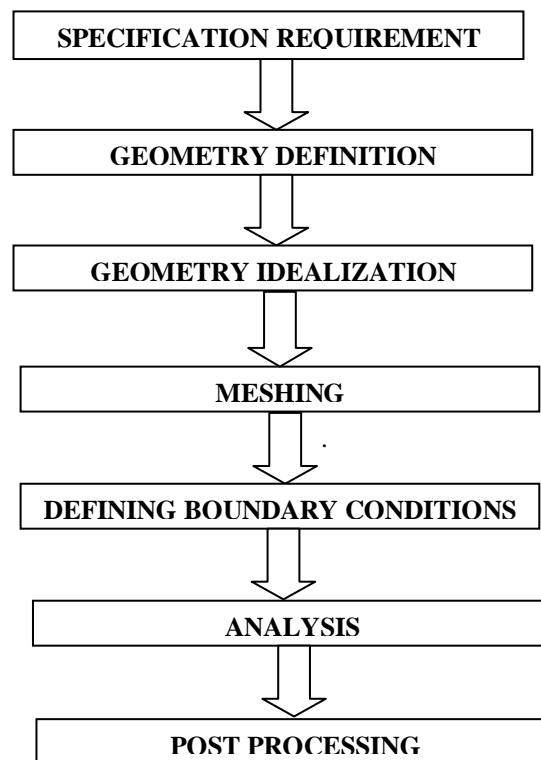 SPECIFICATION REQUIREMENT
GEOMETRY DEFINITION
GEOMETRY IDEALIZATION
MESHING
.
DEFINING BOUNDARY CONDITIONS
ANALYSIS
POST PROCESSING